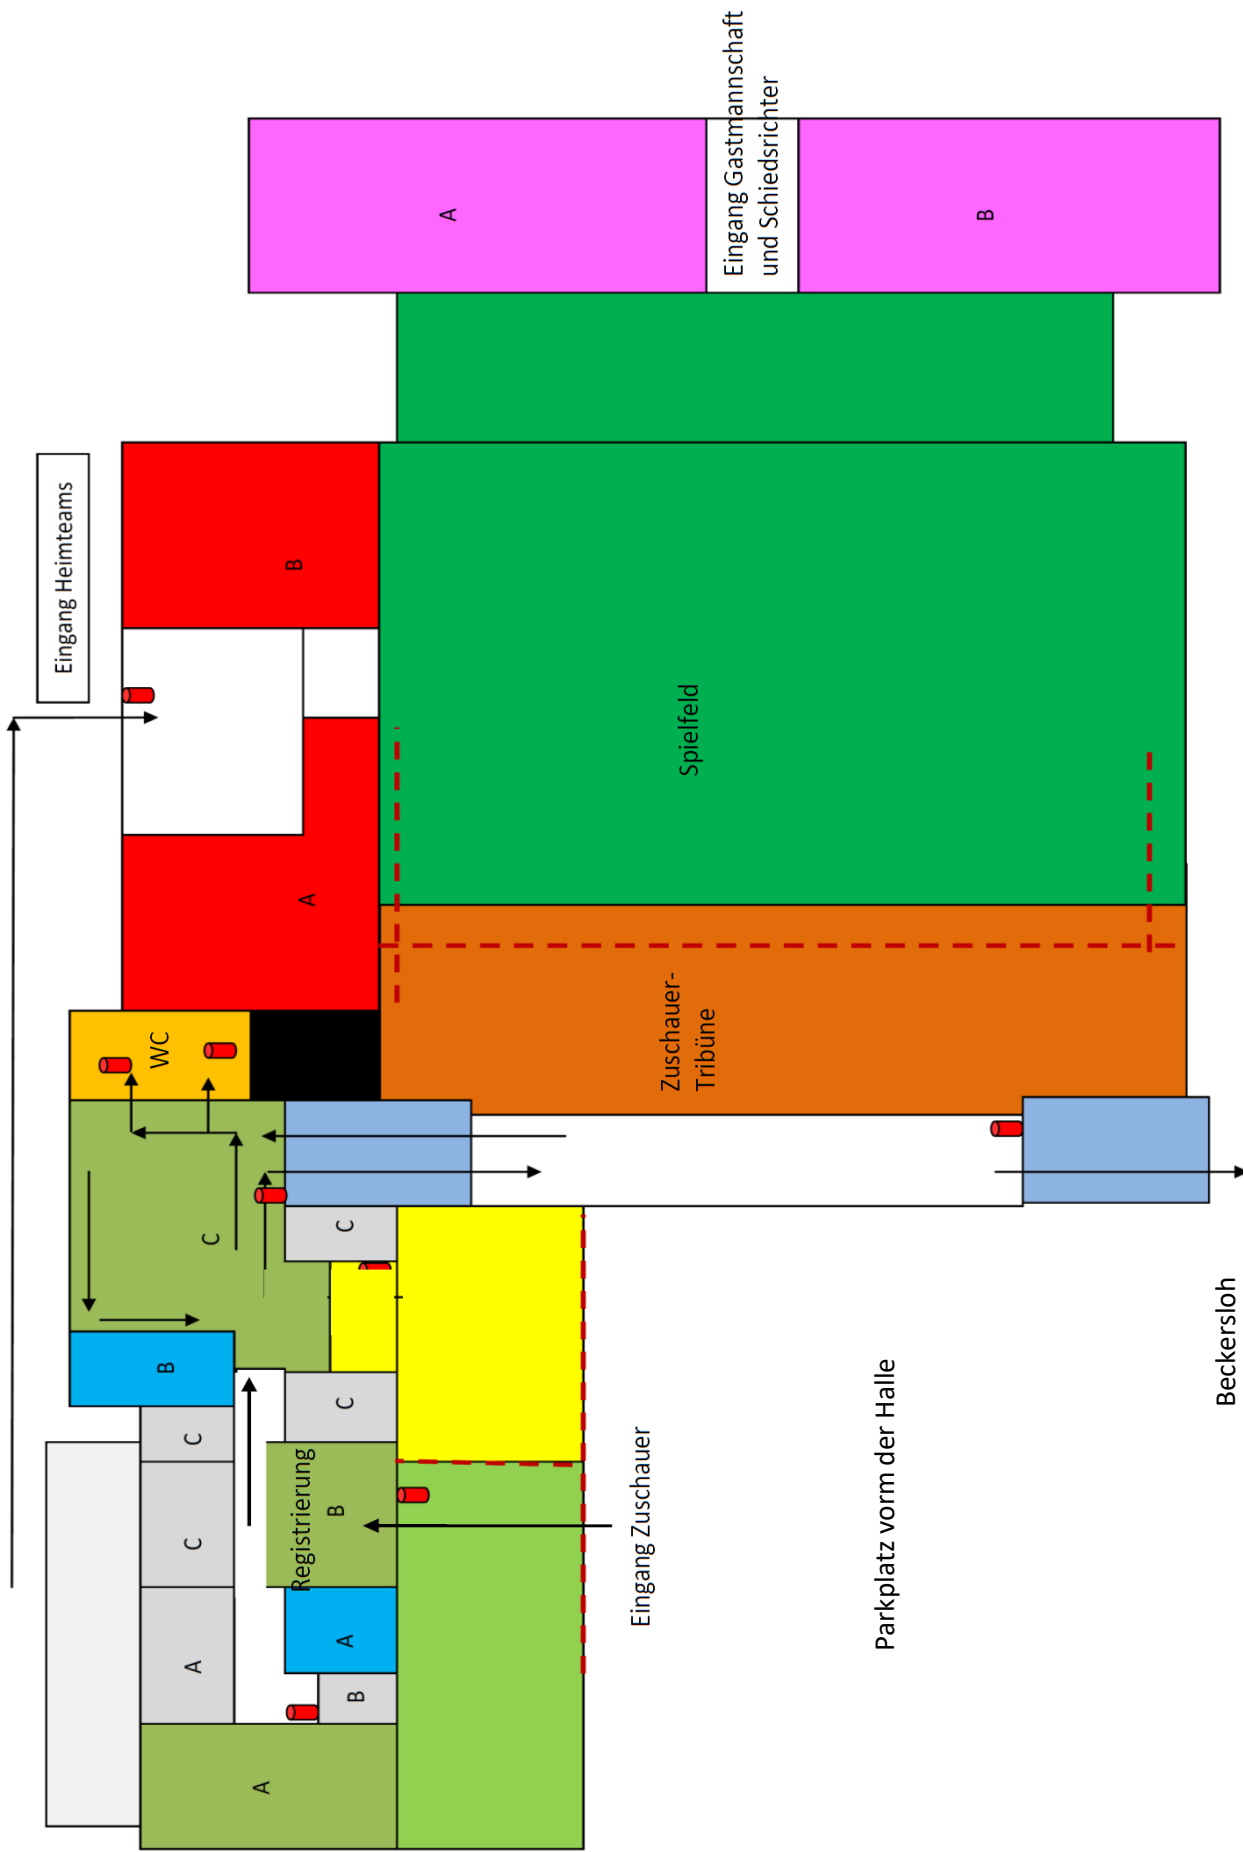 Eingang Gastmannschaft
und Schiedsrichter
A
B
Eingang Heimteams
B
A
Spielfeld
Zuschauer-
Tribüne
WC
C
C
B
C
C
C
Registrierung
B
A
A
B
A
Eingang Zuschauer
Parkplatz vorm der Halle
Beckersloh